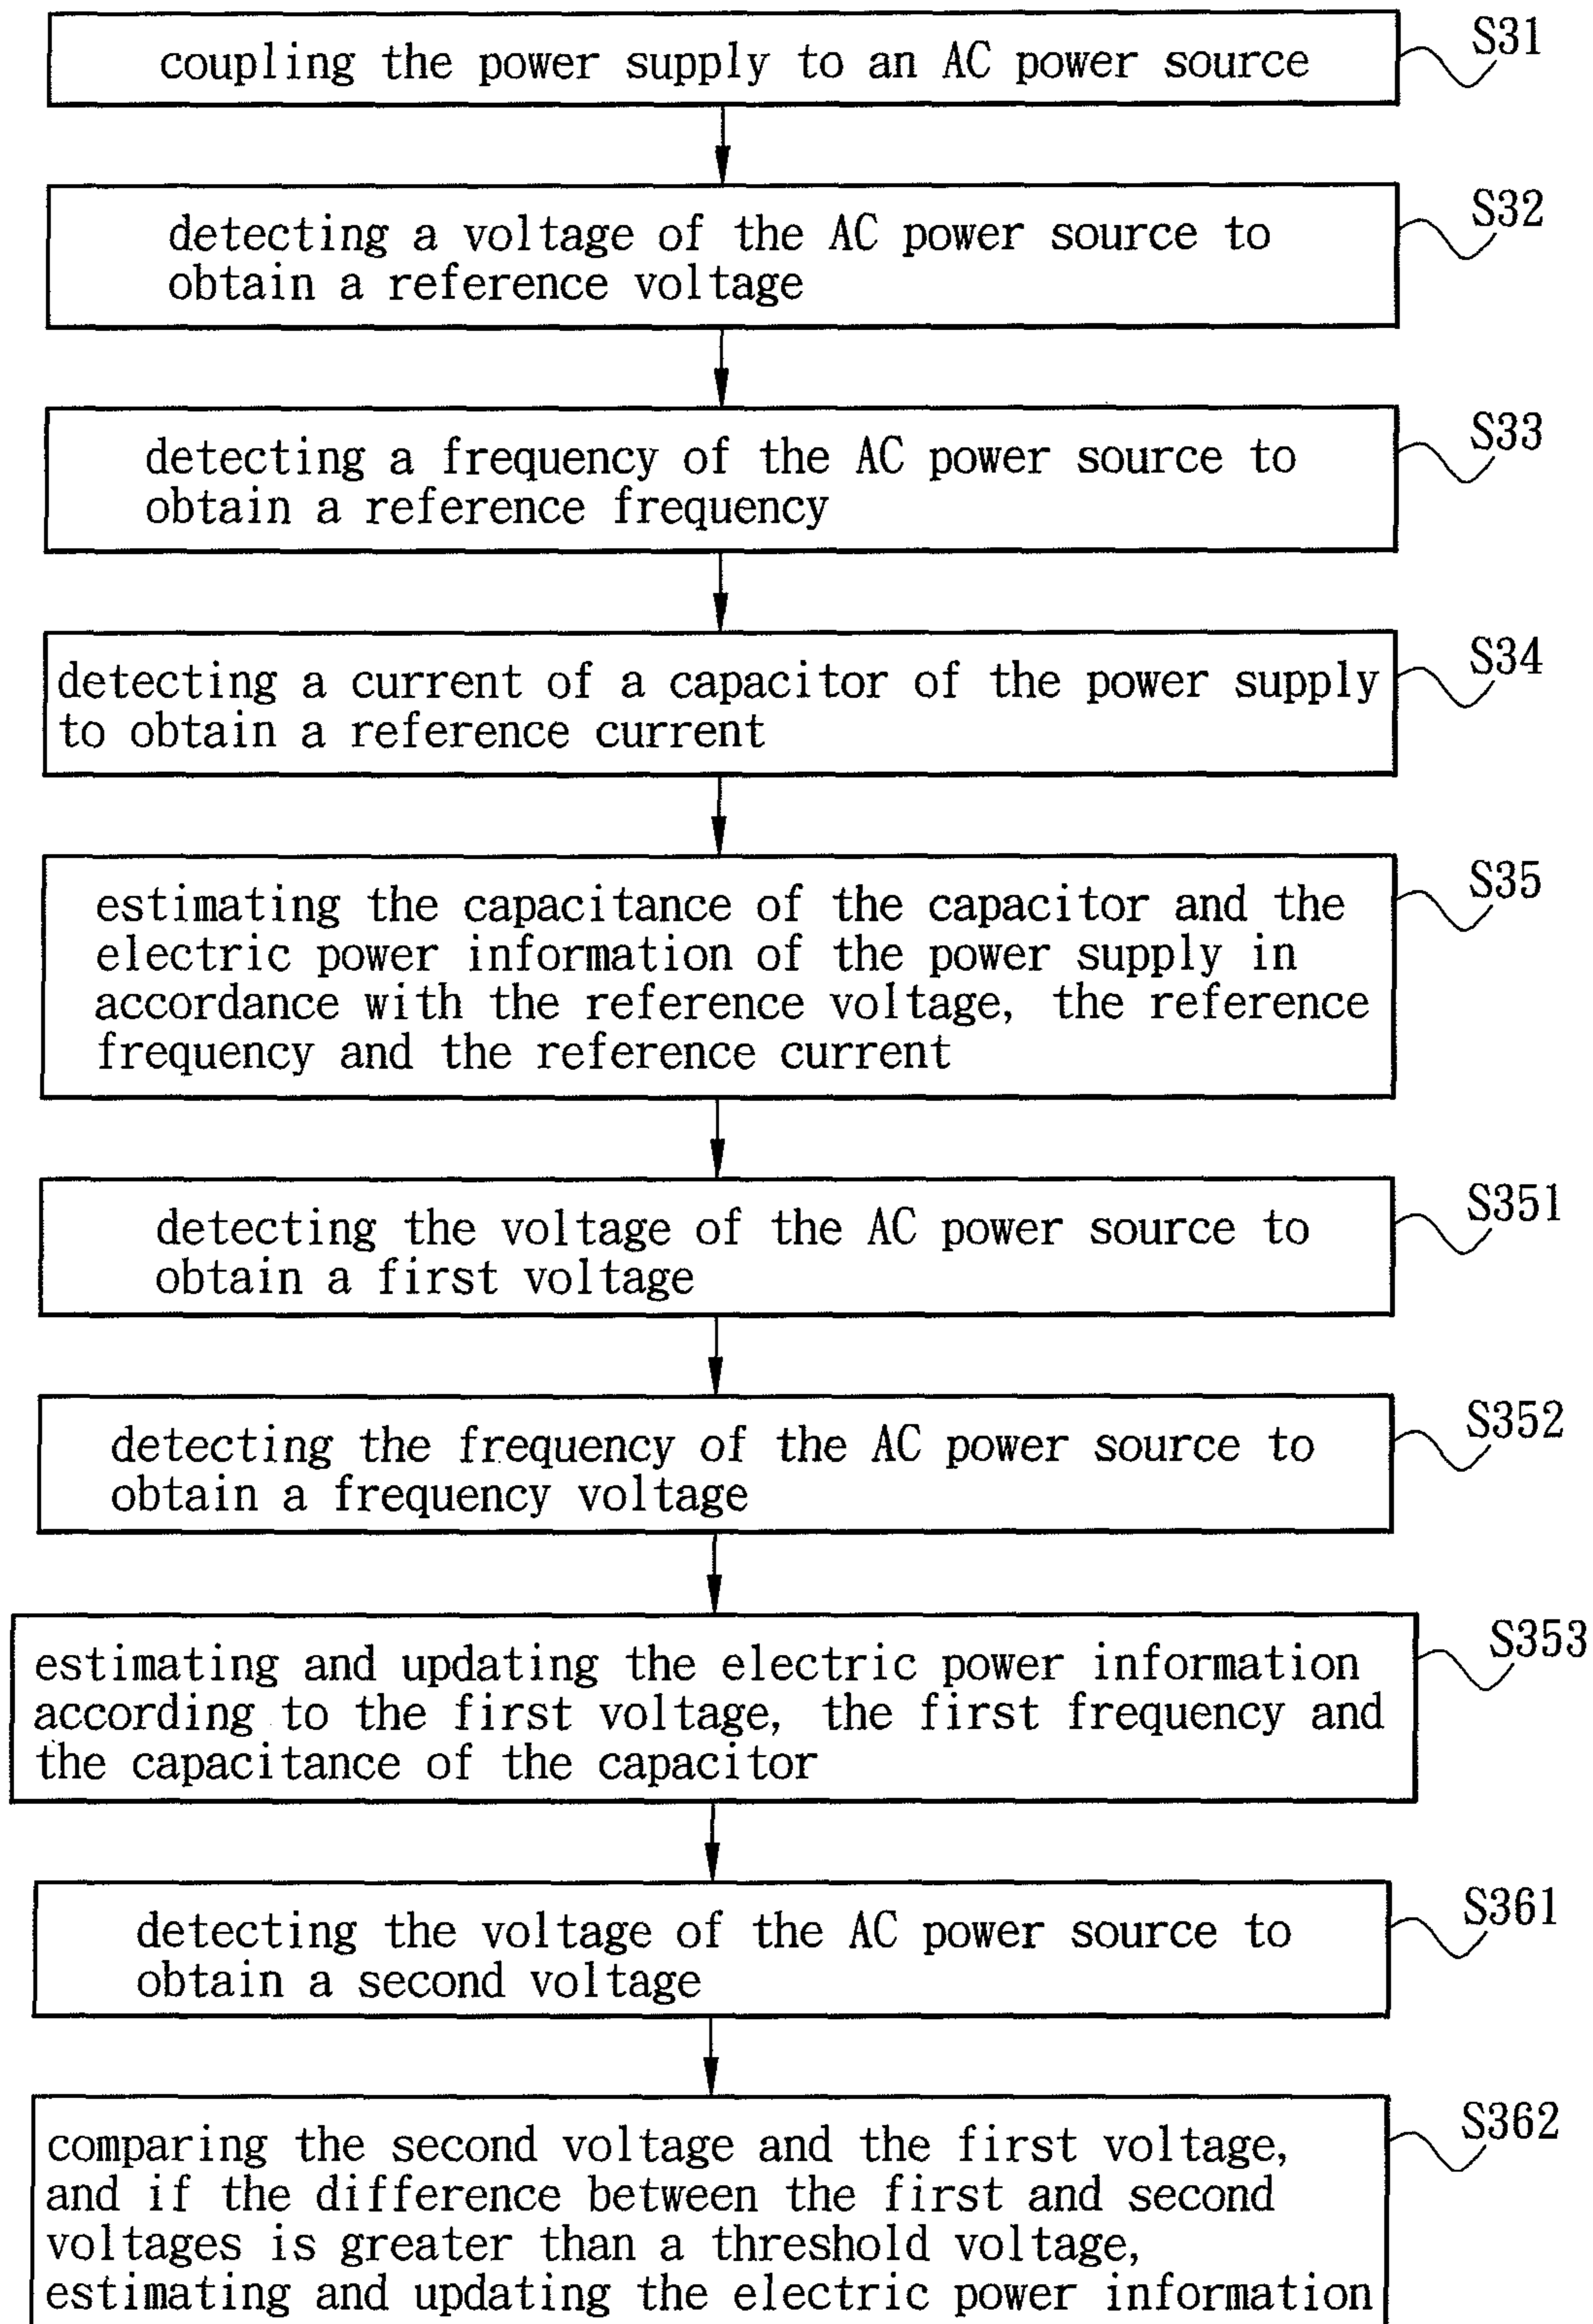 coupling the power supply to an AC power source
S31
detecting a voltage of the AC power source to
obtain a reference voltage
S32
detecting a frequency of the AC power source to
obtain a reference frequency
S33
detecting a current of a capacitor of the power supply
to obtain a reference current
S34
estimating the capacitance of the capacitor and the
electric power information of the power supply in
accordance with the reference voltage, the reference
frequency and the reference current
S35
detecting the voltage of the AC power source to
obtain a first voltage
S351
detecting the frequency of the AC power source to
obtain a frequency voltage
S352
estimating and updating the electric power information
according to the first voltage, the first frequency and
the capacitance of the capacitor
S353
detecting the voltage of the AC power source to
obtain a second voltage
S361
comparing the second voltage and the first voltage,
and if the difference between the first and second
voltages is greater than a threshold voltage,
estimating and updating the electric power information
S362